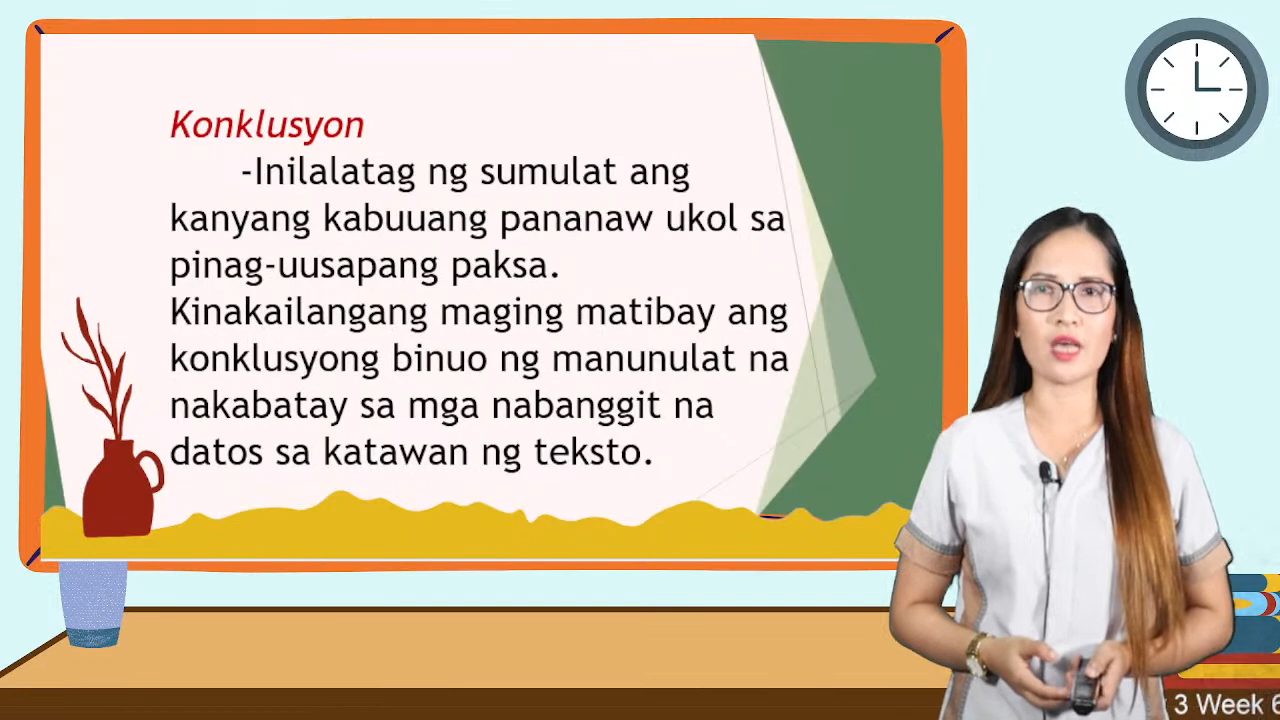 Konklusyon
-Inilalatag ng sumulat ang
kanyang kabuuang pananaw ukol sa
pinag-uusapang paksa.
Kinakailangang maging matibay ang
konklusyong binuo ng manunulat na
nakabatay sa mga nabanggit na
datos sa katawan ng teksto.
3 Week 6